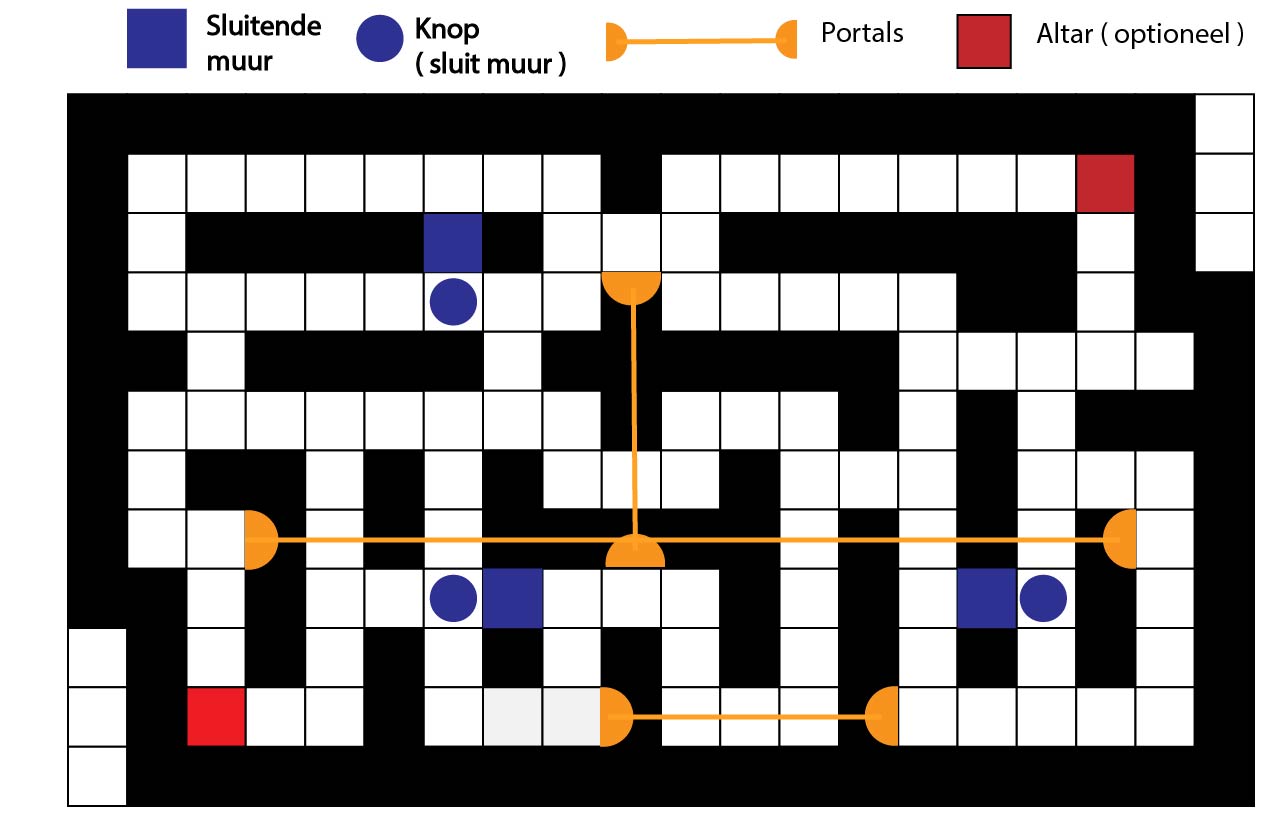 Sluitende
muur
Knop
( sluit muur )
Portals
Altar ( optioneel )